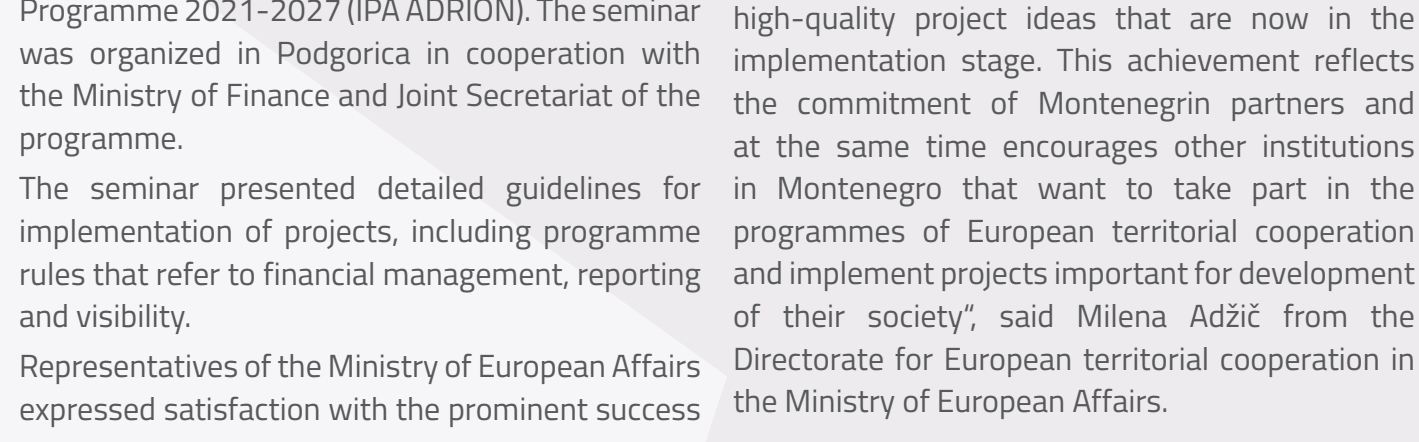 Programme 2021-2027 (IPA ADRION). The seminar
was organized in Podgorica in cooperation with
the Ministry of Finance and Joint Secretariat of the
programme.
The seminar presented detailed guidelines for
implementation of projects, including programme
rules that refer to financial management, reporting
and visibility.
Representatives of the Ministry of European Affairs
expressed satisfaction with the prominent success
high-quality project ideas that are now in the
implementation stage. This achievement reflects
the commitment of Montenegrin partners and
at the same time encourages other institutions
in Montenegro that want to take part in the
programmes of European territorial cooperation
and implement projects important for development
of their society“, said Milena Adžič from the
Directorate for European territorial cooperation in
the Ministry of European Affairs.